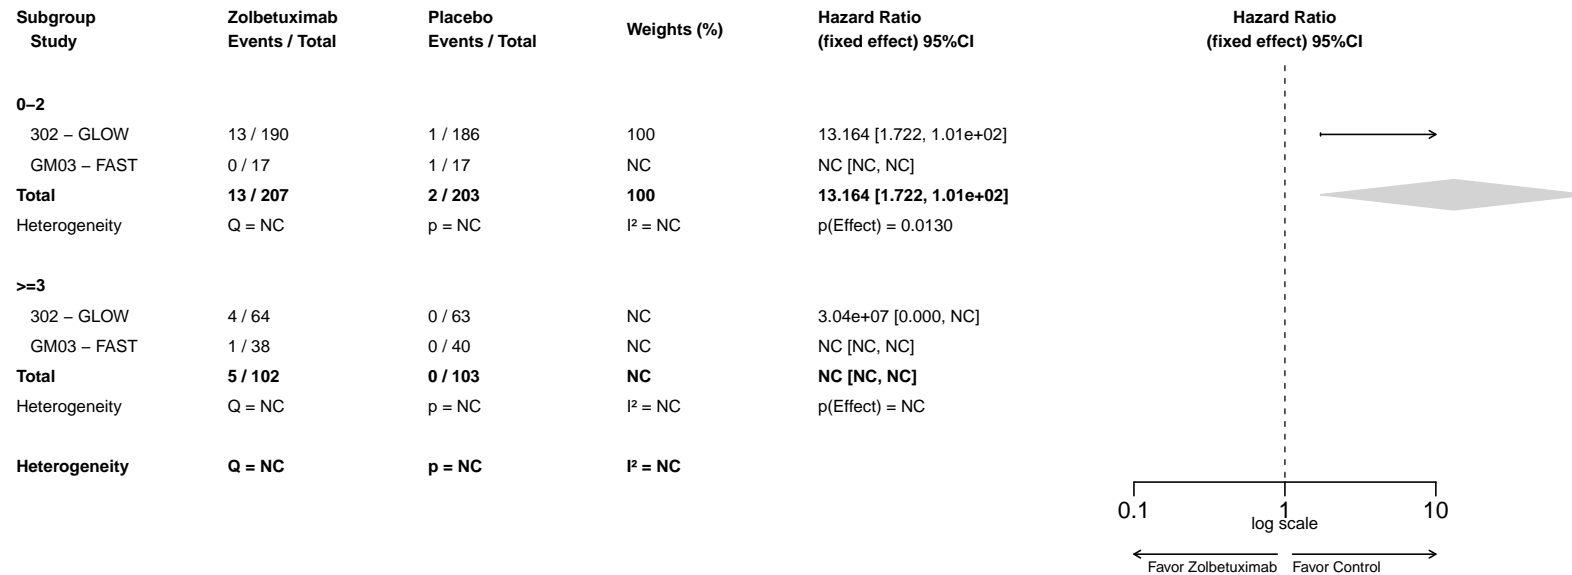 Subgroup Zolbetuximab Placebo Weights (%) Hazard Ratio Hazard Ratio
Study Events / Total Events / Total (fixed effect) 95%CI (fixed effect) 95%CI
0–2
302 – GLOW 13 / 190 1 / 186 100 13.164 [1.722, 1.01e+02]
GM03 – FAST 0 / 17 1 / 17 NC NC [NC, NC]
Total 13 / 207 2 / 203 100 13.164 [1.722, 1.01e+02]
Heterogeneity Q = NC p = NC I² = NC p(Effect) = 0.0130
>=3
302 – GLOW 4 / 64 0 / 63 NC 3.04e+07 [0.000, NC]
GM03 – FAST 1 / 38 0 / 40 NC NC [NC, NC]
Total 5 / 102 0 / 103 NC NC [NC, NC]
Heterogeneity Q = NC p = NC I² = NC p(Effect) = NC
Heterogeneity Q = NC p = NC I² = NC
0.1 1 10
log scale
Favor Zolbetuximab Favor Control